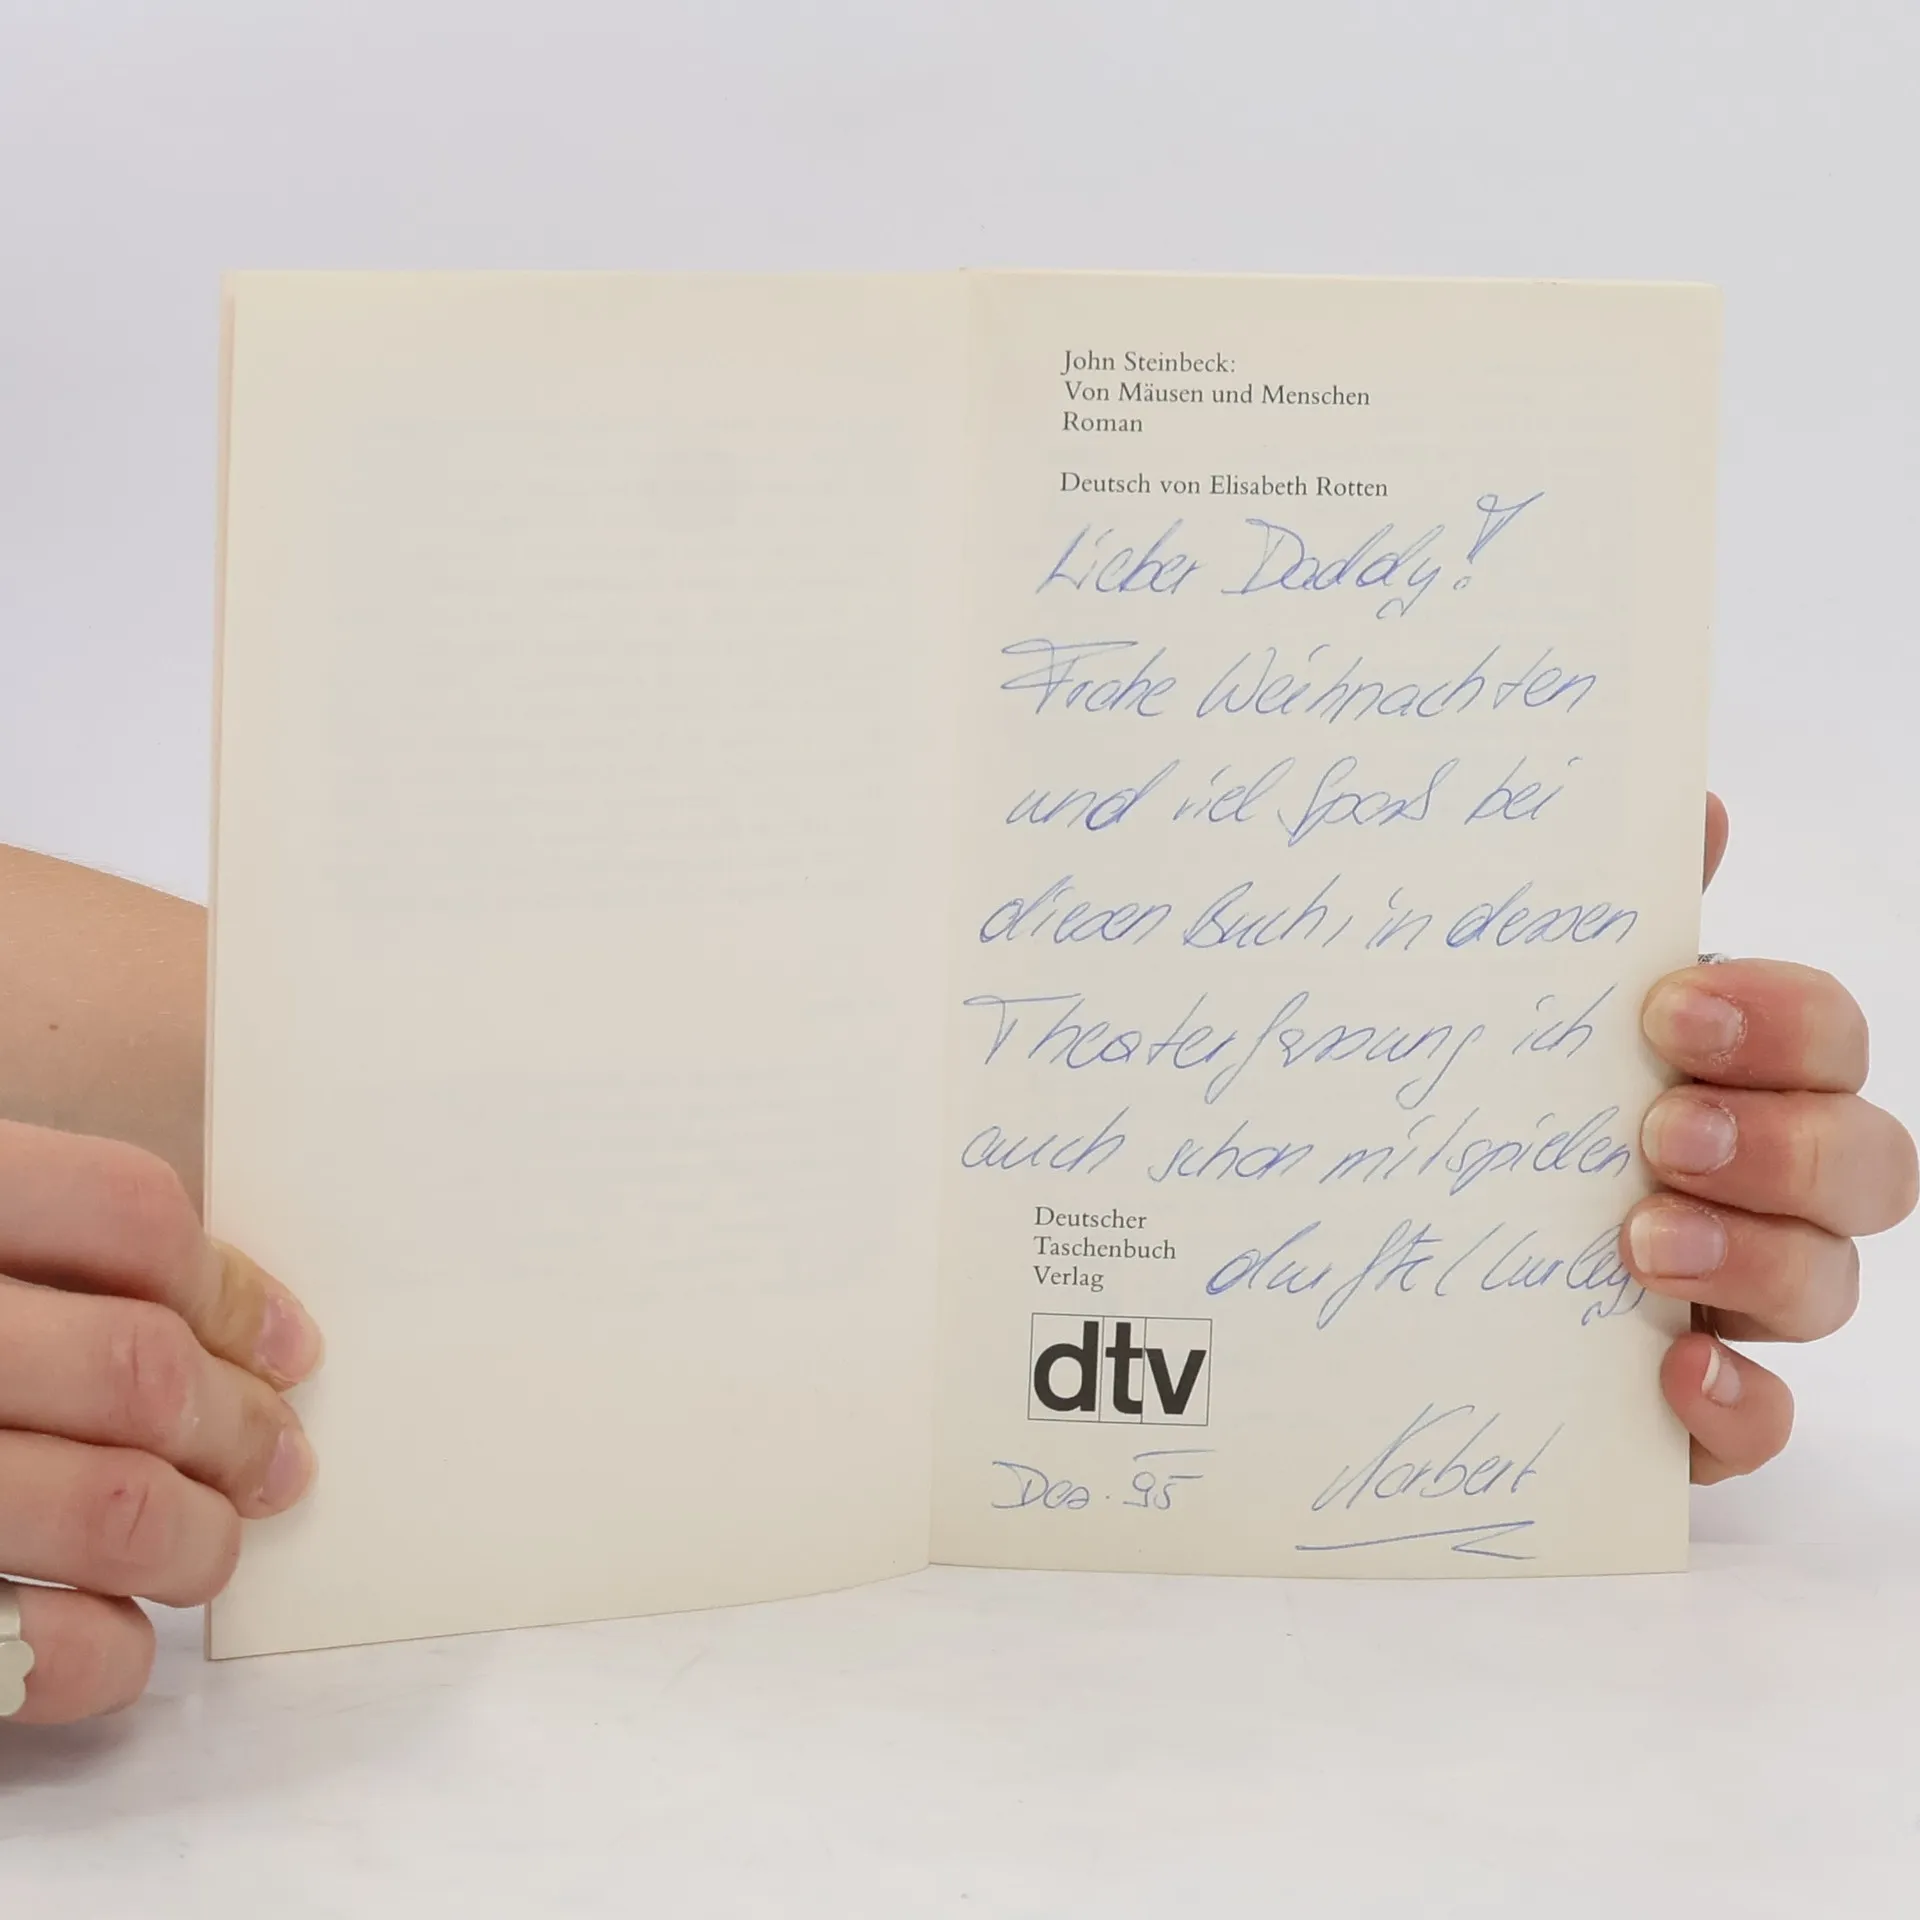 John Steinbeck:
Von Mäusen und Menschen
Roman
Deutsch von Elisabeth Rotten
Lieber Daddy!
Frohe Weihnachten
und viel Spass bei
diesen Buch, in dessen
Theaterfassung ich
auch schon mitspielen
durfte (Curley)
Deutscher
Taschenbuch
Verlag
dtv
Dez. 95
Norbert